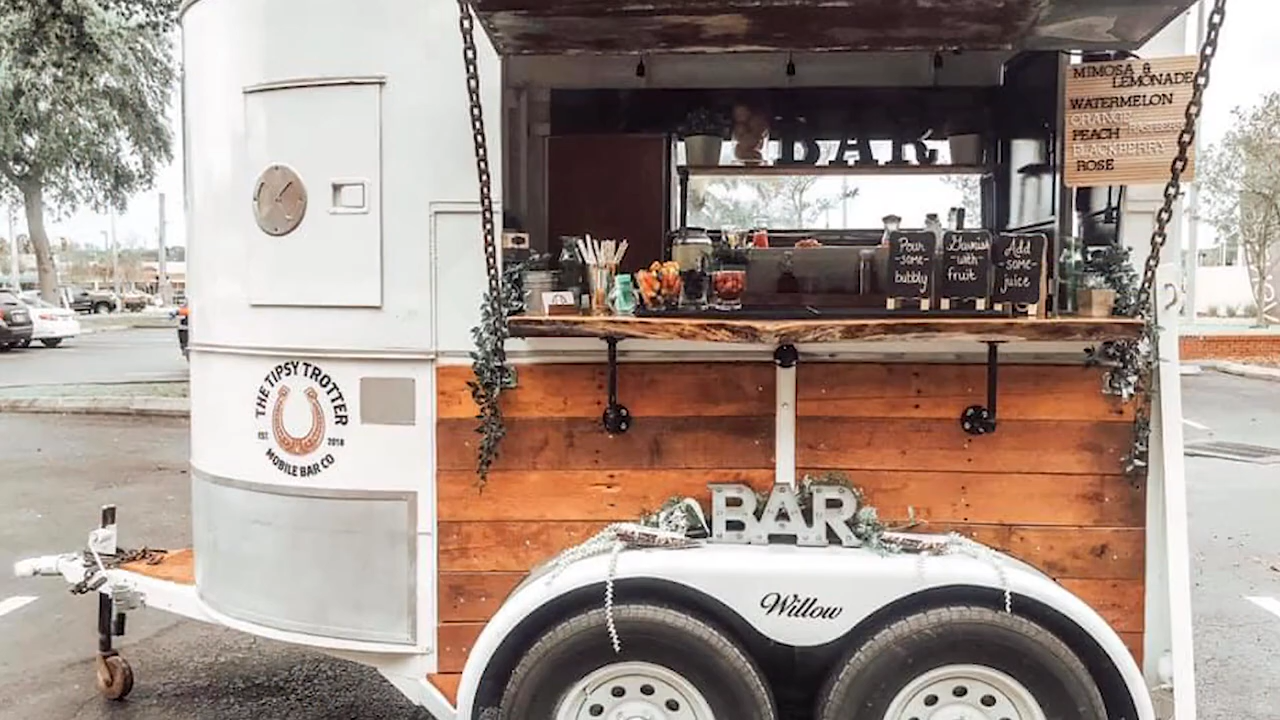 MIMOSA &
LEMONADE
WATERMELON
ORANGE
PEACH
BLACKBERRY
ROSE
BAR
Pour
-some-
bubbly
Garnish
-with-
fruit
Add
-some-
juice
THE TIPSY TROTTER
EST. 2018
MOBILE BAR CO
BAR
Willow